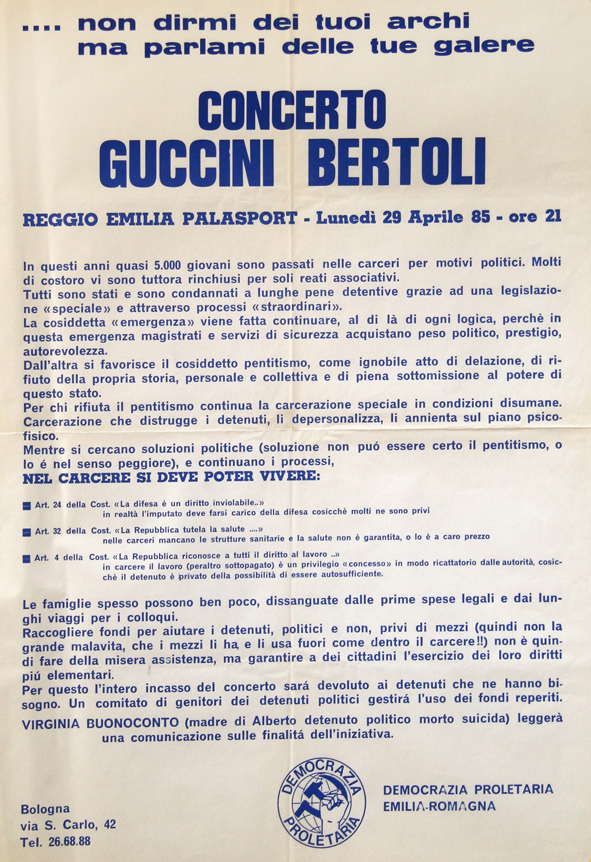 .... non dirmi dei tuoi archi
ma parlami delle tue galere
CONCERTO
GUCCINI BERTOLI
REGGIO EMILIA PALASPORT - Lunedì 29 Aprile 85 - ore 21
In questi anni quasi 5.000 giovani sono passati nelle carceri per motivi politici. Molti
di costoro vi sono tuttora rinchiusi per soli reati associativi.
Tutti sono stati e sono condannati a lunghe pene detentive grazie ad una legislazio-
ne «speciale» e attraverso processi «straordinari».
La cosiddetta «emergenza» viene fatta continuare, al di là di ogni logica, perchè in
questa emergenza magistrati e servizi di sicurezza acquistano peso politico, prestigio,
autorevolezza.
Dall'altra si favorisce il cosiddetto pentitismo, come ignobile atto di delazione, di ri-
fiuto della propria storia, personale e collettiva e di piena sottomissione al potere di
questo stato.
Per chi rifiuta il pentitismo continua la carcerazione speciale in condizioni disumane.
Carcerazione che distrugge i detenuti, li depersonalizza, li annienta sul piano psico-
fisico.
Mentre si cercano soluzioni politiche (soluzione non puó essere certo il pentitismo, o
lo é nel senso peggiore), e continuano i processi,
NEL CARCERE SI DEVE POTER VIVERE:
Art. 24 della Cost. «La difesa è un diritto inviolabile..»
in realtà l'imputato deve farsi carico della difesa cosicchè molti ne sono privi
Art. 32 della Cost. «La Repubblica tutela la salute ....»
nelle carceri mancano le strutture sanitarie e la salute non è garantita, o lo è a caro prezzo
Art. 4 della Cost. «La Repubblica riconosce a tutti il diritto al lavoro ..»
in carcere il lavoro (peraltro sottopagato) è un privilegio «concesso» in modo ricattatorio dalle autorità, cosic-
chè il detenuto è privato della possibilità di essere autosufficiente.
Le famiglie spesso possono ben poco, dissanguate dalle prime spese legali e dai lun-
ghi viaggi per i colloqui.
Raccogliere fondi per aiutare i detenuti, politici e non, privi di mezzi (quindi non la
grande malavita, che i mezzi li ha, e li usa fuori come dentro il carcere!!) non è quin-
di fare della misera assistenza, ma garantire a dei cittadini l'esercizio dei loro diritti
piú elementari.
Per questo l'intero incasso del concerto sará devoluto ai detenuti che ne hanno bi-
sogno. Un comitato di genitori dei detenuti politici gestirá l'uso dei fondi reperiti.
VIRGINIA BUONOCONTO (madre di Alberto detenuto politico morto suicida) leggerà
una comunicazione sulle finalitá dell'iniziativa.
DEMOCRAZIA
PROLETARIA
DEMOCRAZIA PROLETARIA
EMILIA-ROMAGNA
Bologna
via S. Carlo, 42
Tel. 26.68.88